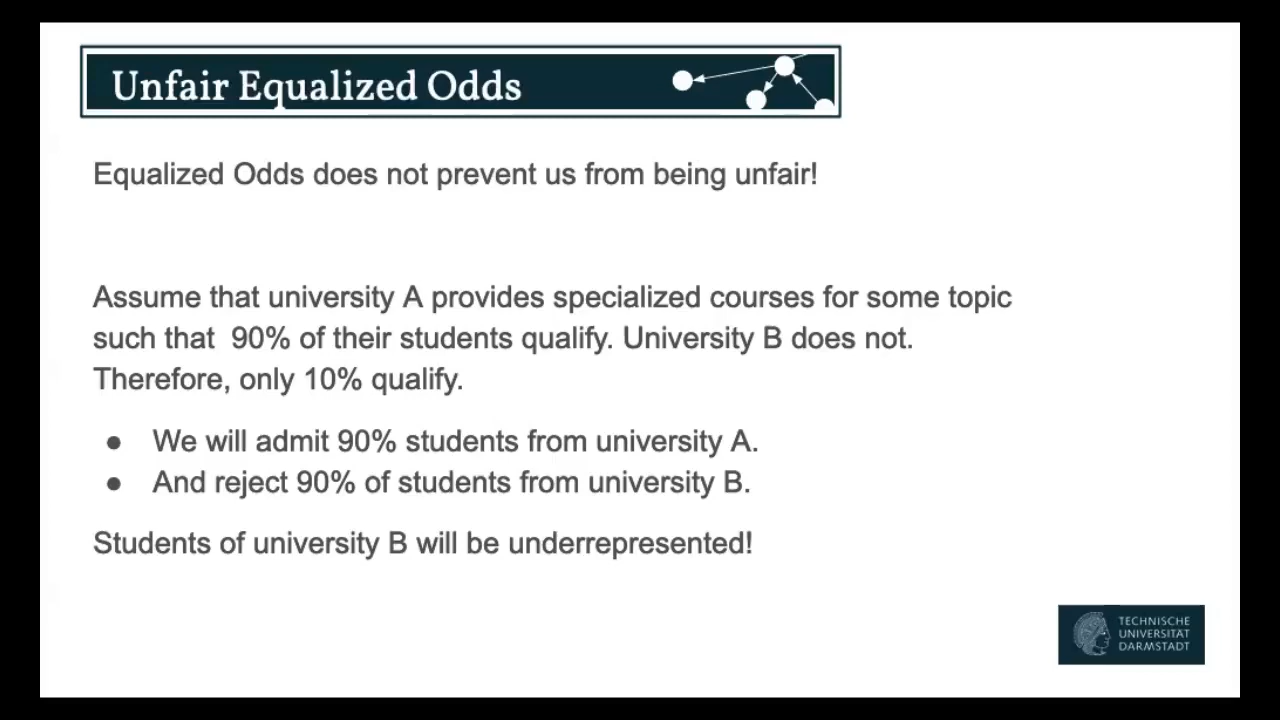 Unfair Equalized Odds
Equalized Odds does not prevent us from being unfair!
Assume that university A provides specialized courses for some topic
such that  90% of their students qualify. University B does not.
Therefore, only 10% qualify.
● We will admit 90% students from university A.
● And reject 90% of students from university B.
Students of university B will be underrepresented!
TECHNISCHE
UNIVERSITÄT
DARMSTADT